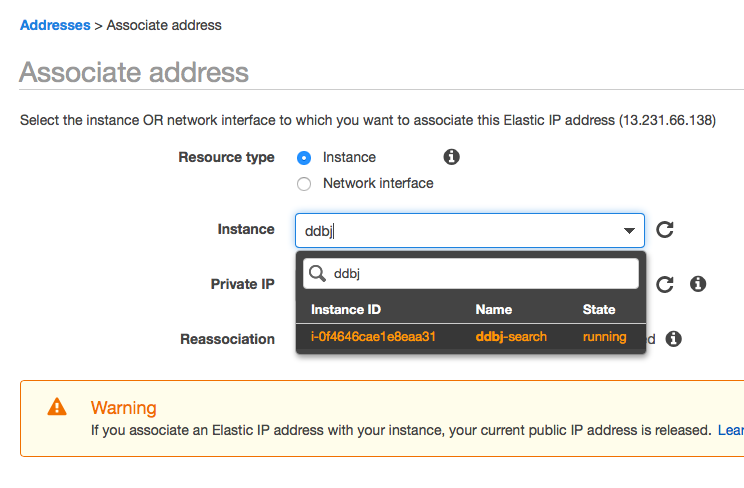 Addresses > Associate address
Associate address
Select the instance OR network interface to which you want to associate this Elastic IP address (13.231.66.138)
Resource type Instance
Network interface
Instance ddbj
ddbj
Private IP
Instance ID Name State
i-0f4646cae1e8eaa31 ddbj-search running
Reassociation d
Warning
If you associate an Elastic IP address with your instance, your current public IP address is released. Lear